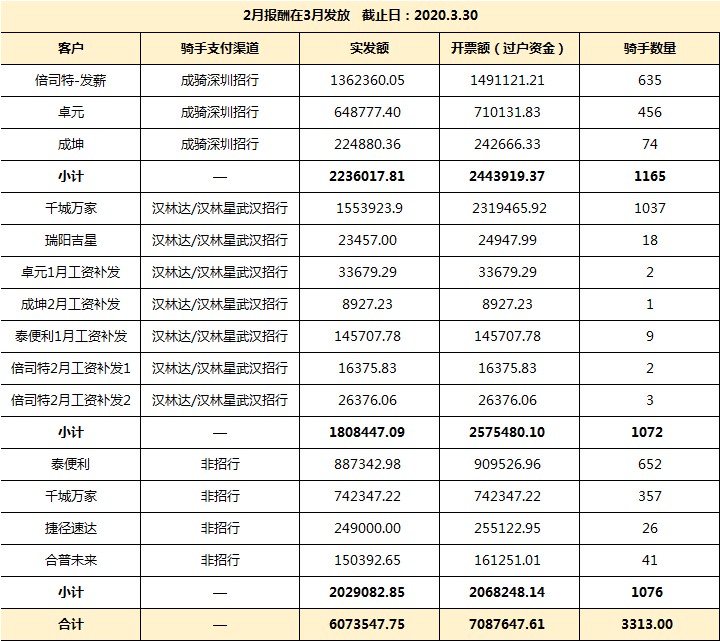 2月报酬在3月发放 截止日：2020.3.30
客户 骑手支付渠道 实发额 开票额（过户资金） 骑手数量
倍司特-发薪 成骑深圳招行 1362360.05 1491121.21 635
卓元 成骑深圳招行 648777.40 710131.83 456
成坤 成骑深圳招行 224880.36 242666.33 74
小计 — 2236017.81 2443919.37 1165
千城万家 汉林达/汉林星武汉招行 1553923.9 2319465.92 1037
瑞阳吉星 汉林达/汉林星武汉招行 23457.00 24947.99 18
卓元1月工资补发 汉林达/汉林星武汉招行 33679.29 33679.29 2
成坤2月工资补发 汉林达/汉林星武汉招行 8927.23 8927.23 1
泰便利1月工资补发 汉林达/汉林星武汉招行 145707.78 145707.78 9
倍司特2月工资补发1 汉林达/汉林星武汉招行 16375.83 16375.83 2
倍司特2月工资补发2 汉林达/汉林星武汉招行 26376.06 26376.06 3
小计 — 1808447.09 2575480.10 1072
泰便利 非招行 887342.98 909526.96 652
千城万家 非招行 742347.22 742347.22 357
捷径速达 非招行 249000.00 255122.95 26
合普未来 非招行 150392.65 161251.01 41
小计 — 2029082.85 2068248.14 1076
合计 — 6073547.75 7087647.61 3313.00